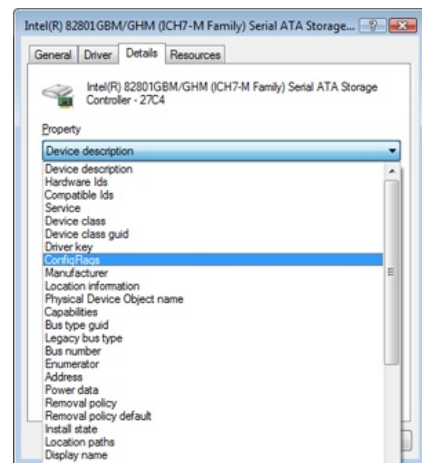 Intel(R) 82801GBM/GHM (ICH7-M Family) Serial ATA Storage...
General Driver Details Resources
Intel(R) 82801GBM/GHM (ICH7-M Family) Serial ATA Storage
Controller - 27C4
Property
Device description
Device description
Hardware Ids
Compatible Ids
Service
Device class
Device class guid
Driver key
ConfigFlags
Manufacturer
Location information
Physical Device Object name
Capabilities
Bus type guid
Legacy bus type
Bus number
Enumerator
Address
Power data
Removal policy
Removal policy default
Install state
Location paths
Display name